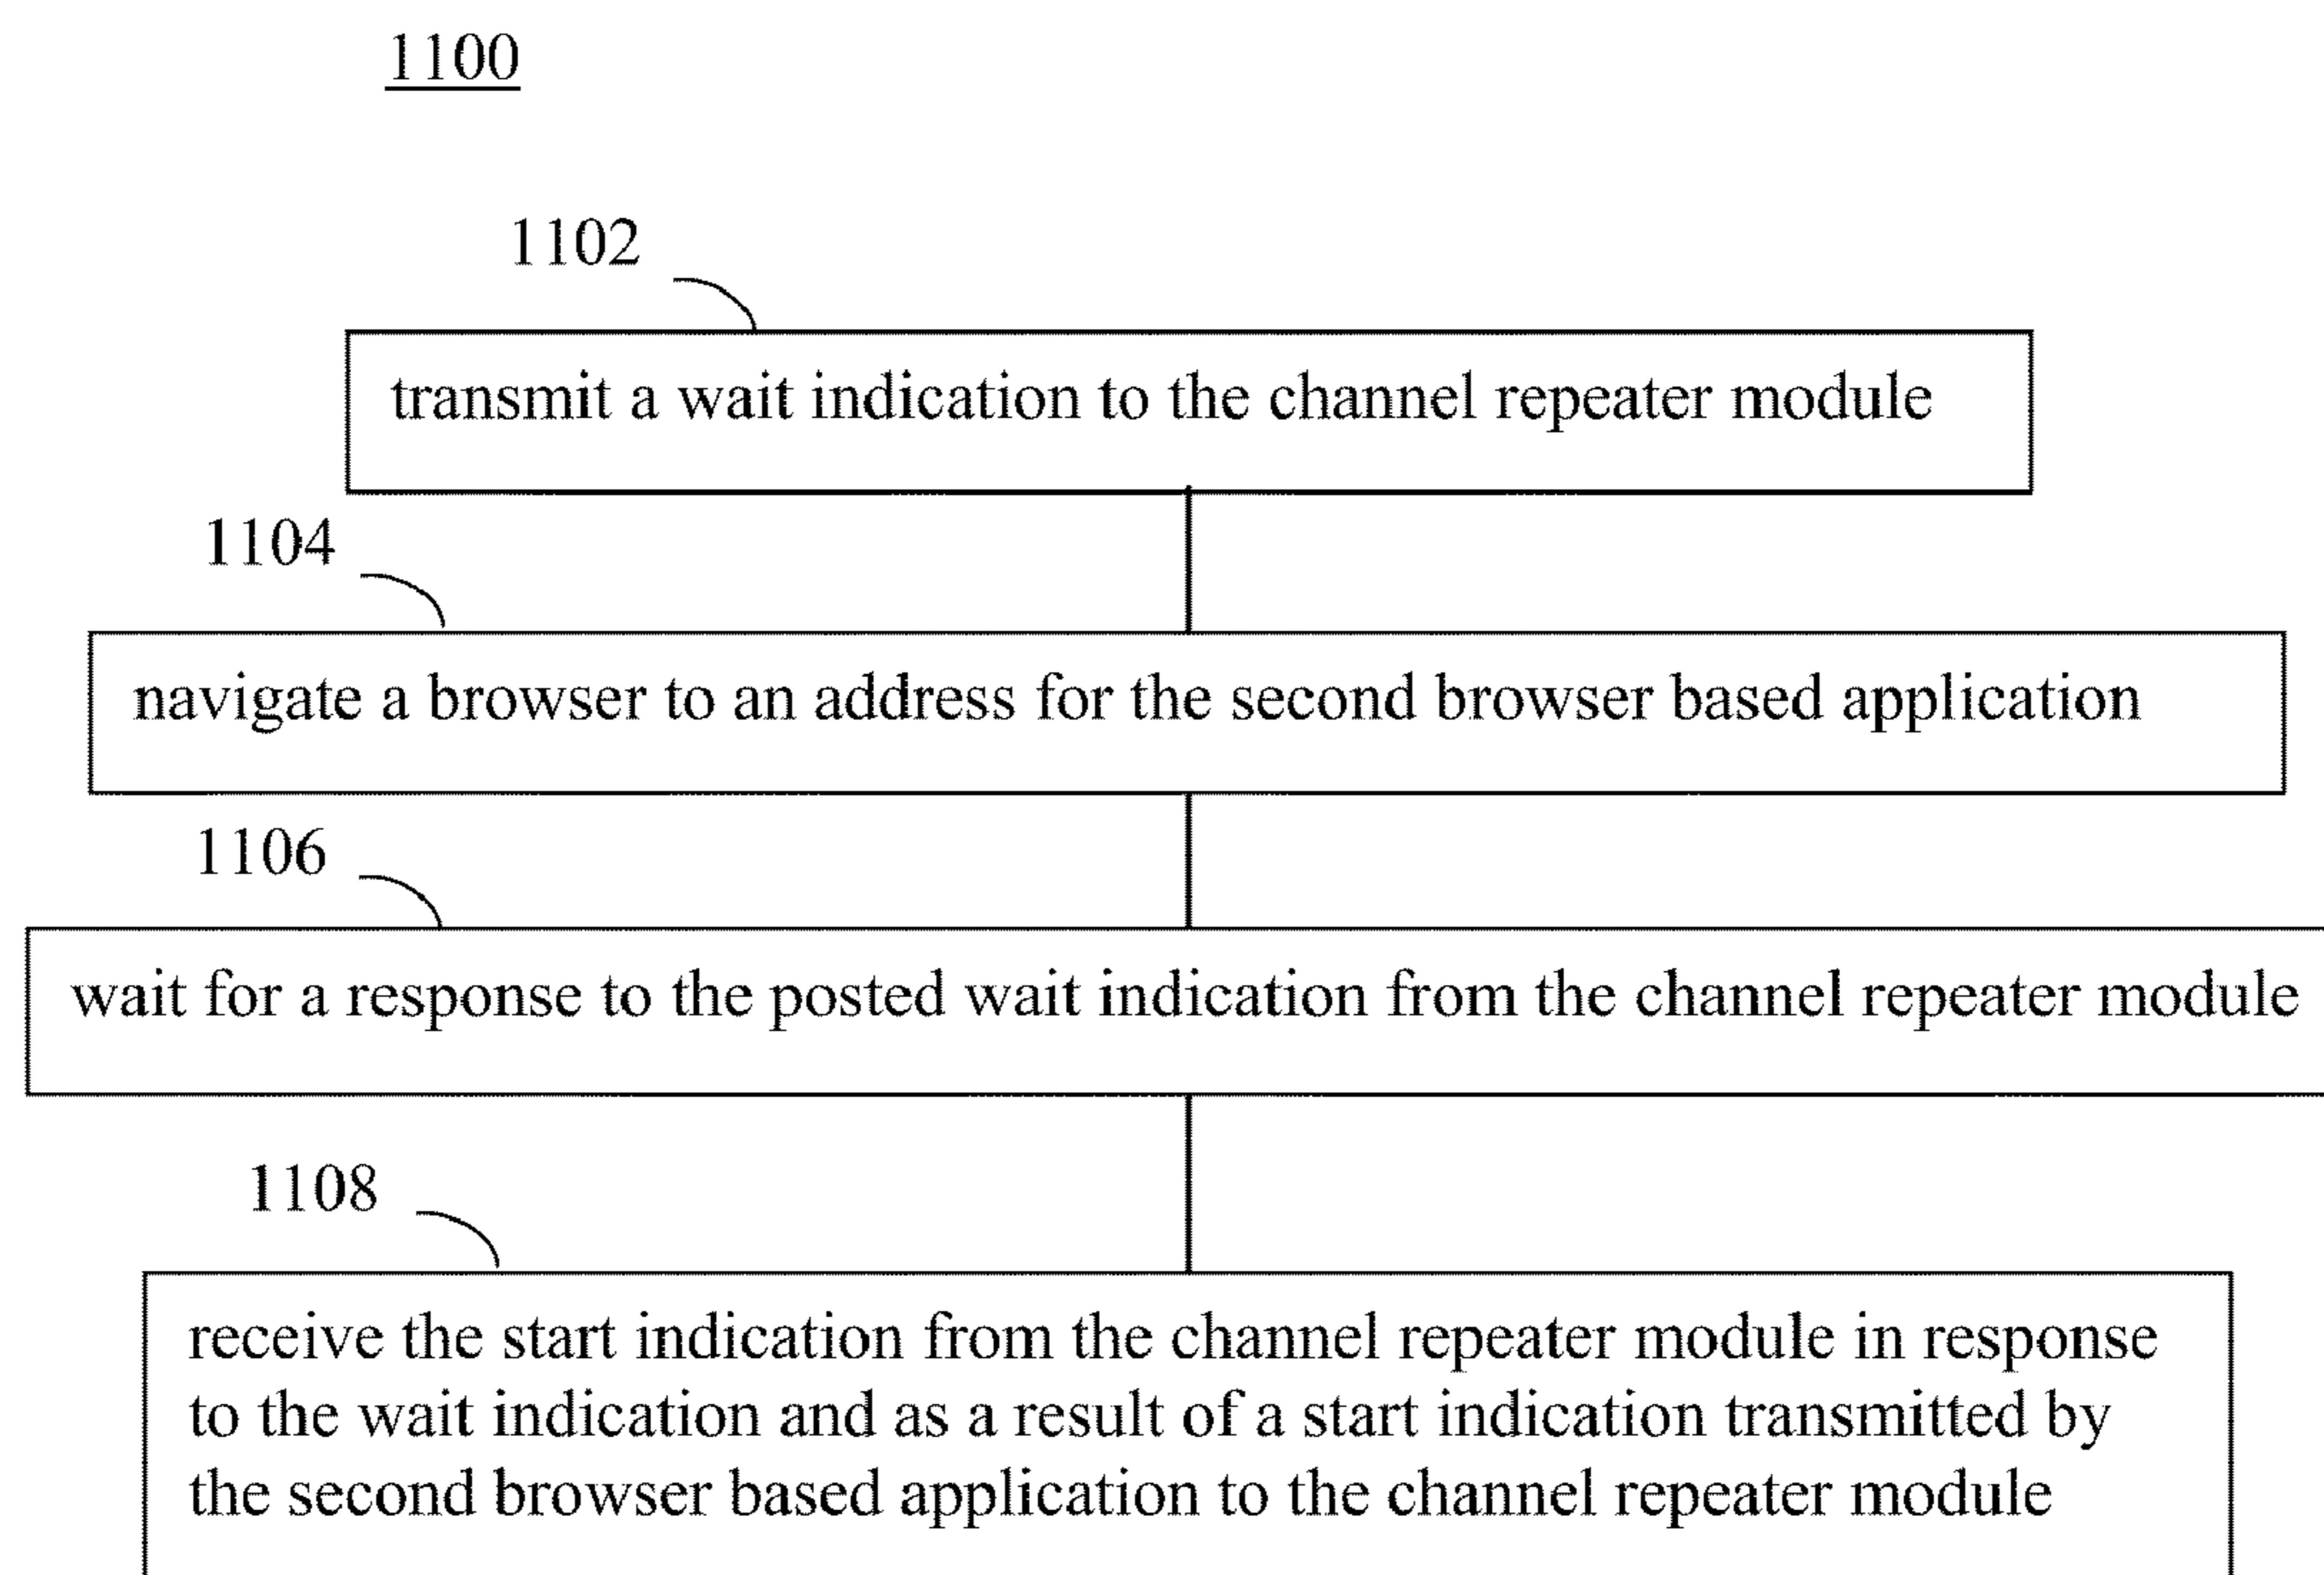 1100
1102
transmit a wait indication to the channel repeater module
1104
navigate a browser to an address for the second browser based application
1106
wait for a response to the posted wait indication from the channel repeater module
1108
receive the start indication from the channel repeater module in response
to the wait indication and as a result of a start indication transmitted by
the second browser based application to the channel repeater module